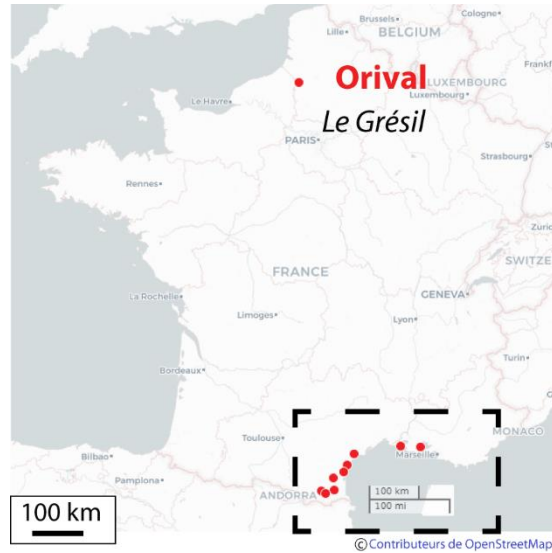 Brussels
Cologne
Lille
BELGIUM
Frankf
Orival
LUXEMBOURG
Luxembourg
Le Havre
Le Grésil
PARIS
Strasbourg
Rennes
Züric
SWITZE
FRANCE
La Rochelle
GENEVA
Limoges
Lyon
Turin
Bordeaux
MONACO
Toulouse
Bilbao
Marseille
Pamplona
ANDORRA
100 km
100 mi
100 km
© Contributeurs de OpenStreetMap